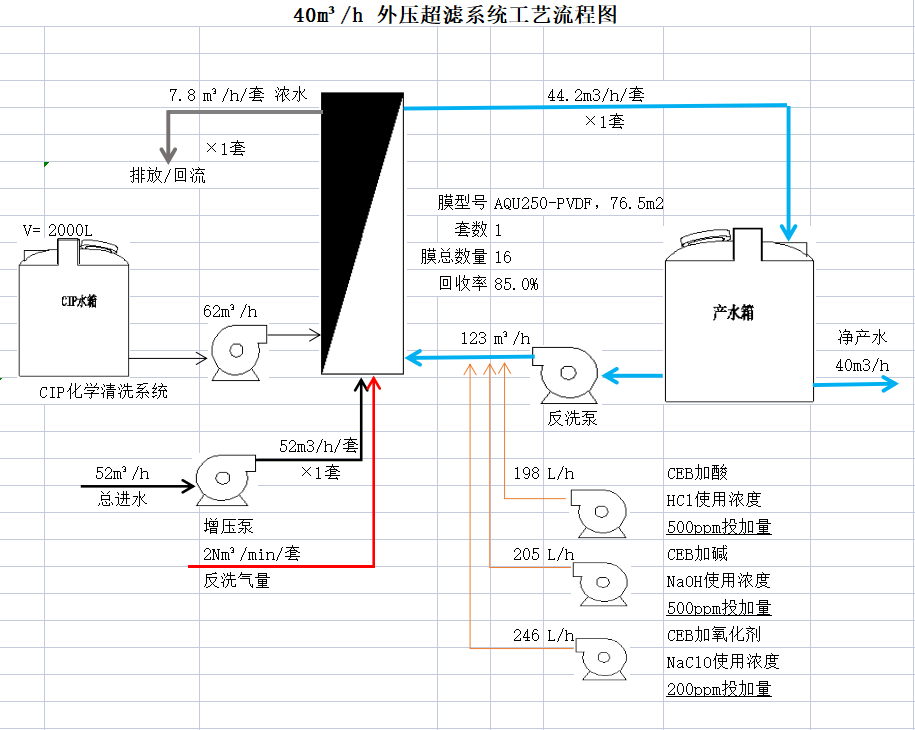 40m³/h 外压超滤系统工艺流程图
7.8 m³/h/套 浓水
44.2m3/h/套
×1套
×1套
排放/回流
膜型号 AQU250-PVDF，76.5m2
套数 1
膜总数量 16
回收率 85.0%
V= 2000L
CIP水箱
产水箱
62m³/h
123 m³/h
净产水
40m3/h
CIP化学清洗系统
反洗泵
52m3/h/套
×1套
52m³/h
总进水
增压泵
2Nm³/min/套
反洗气量
198 L/h
CEB加酸
HCl使用浓度
500ppm投加量
205 L/h
CEB加碱
NaOH使用浓度
500ppm投加量
246 L/h
CEB加氧化剂
NaClO使用浓度
200ppm投加量